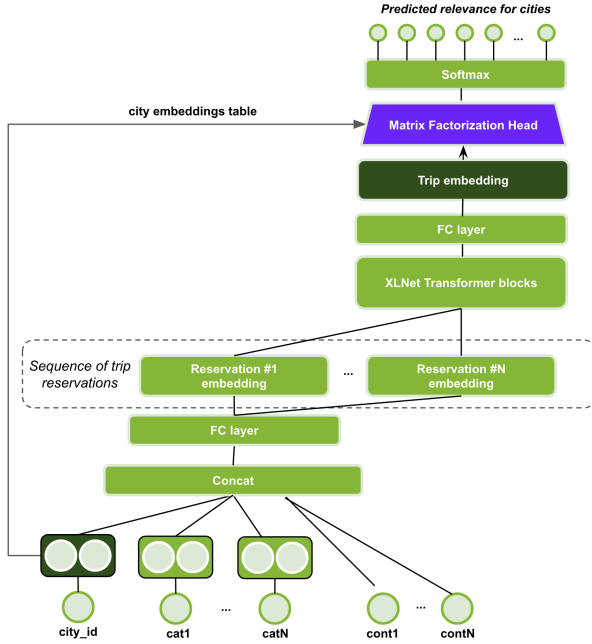 Predicted relevance for cities
...
Softmax
city embeddings table
Matrix Factorization Head
Trip embedding
FC layer
XLNet Transformer blocks
Sequence of trip
reservations
Reservation #1
embedding
...
Reservation #N
embedding
FC layer
Concat
city_id
cat1
...
catN
cont1
...
contN